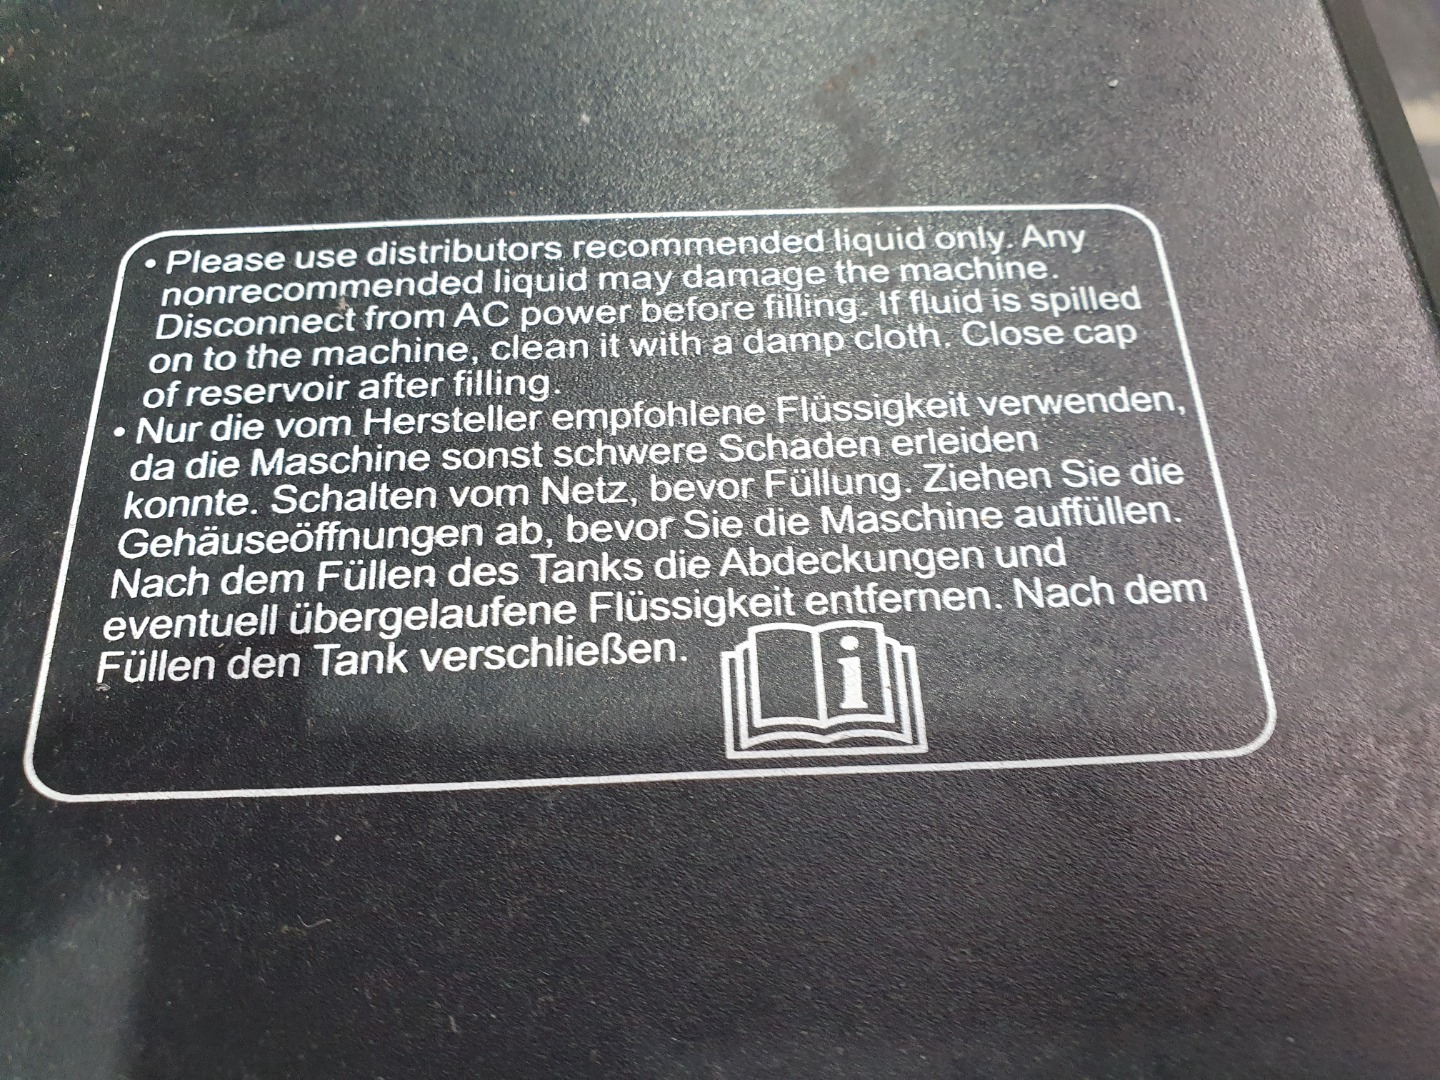 • Please use distributors recommended liquid only. Any
nonrecommended liquid may damage the machine.
Disconnect from AC power before filling. If fluid is spilled
on to the machine, clean it with a damp cloth. Close cap
of reservoir after filling.
• Nur die vom Hersteller empfohlene Flüssigkeit verwenden,
da die Maschine sonst schwere Schaden erleiden
konnte. Schalten vom Netz, bevor Füllung. Ziehen Sie die
Gehäuseöffnungen ab, bevor Sie die Maschine auffüllen.
Nach dem Füllen des Tanks die Abdeckungen und
eventuell übergelaufene Flüssigkeit entfernen. Nach dem
Füllen den Tank verschließen.
i